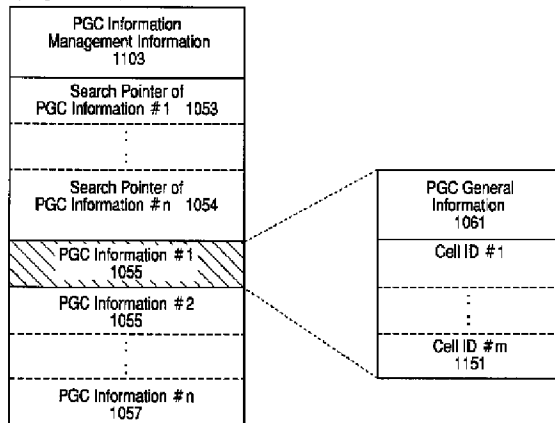 PGC Information
Management Information
1103
Search Pointer of
PGC Information #1 1053
Search Pointer of
PGC Information #n 1054
PGC Information #1
1055
PGC Information #2
1055
PGC Information #n
1057
PGC General
Information
1061
Cell ID #1
Cell ID #m
1151